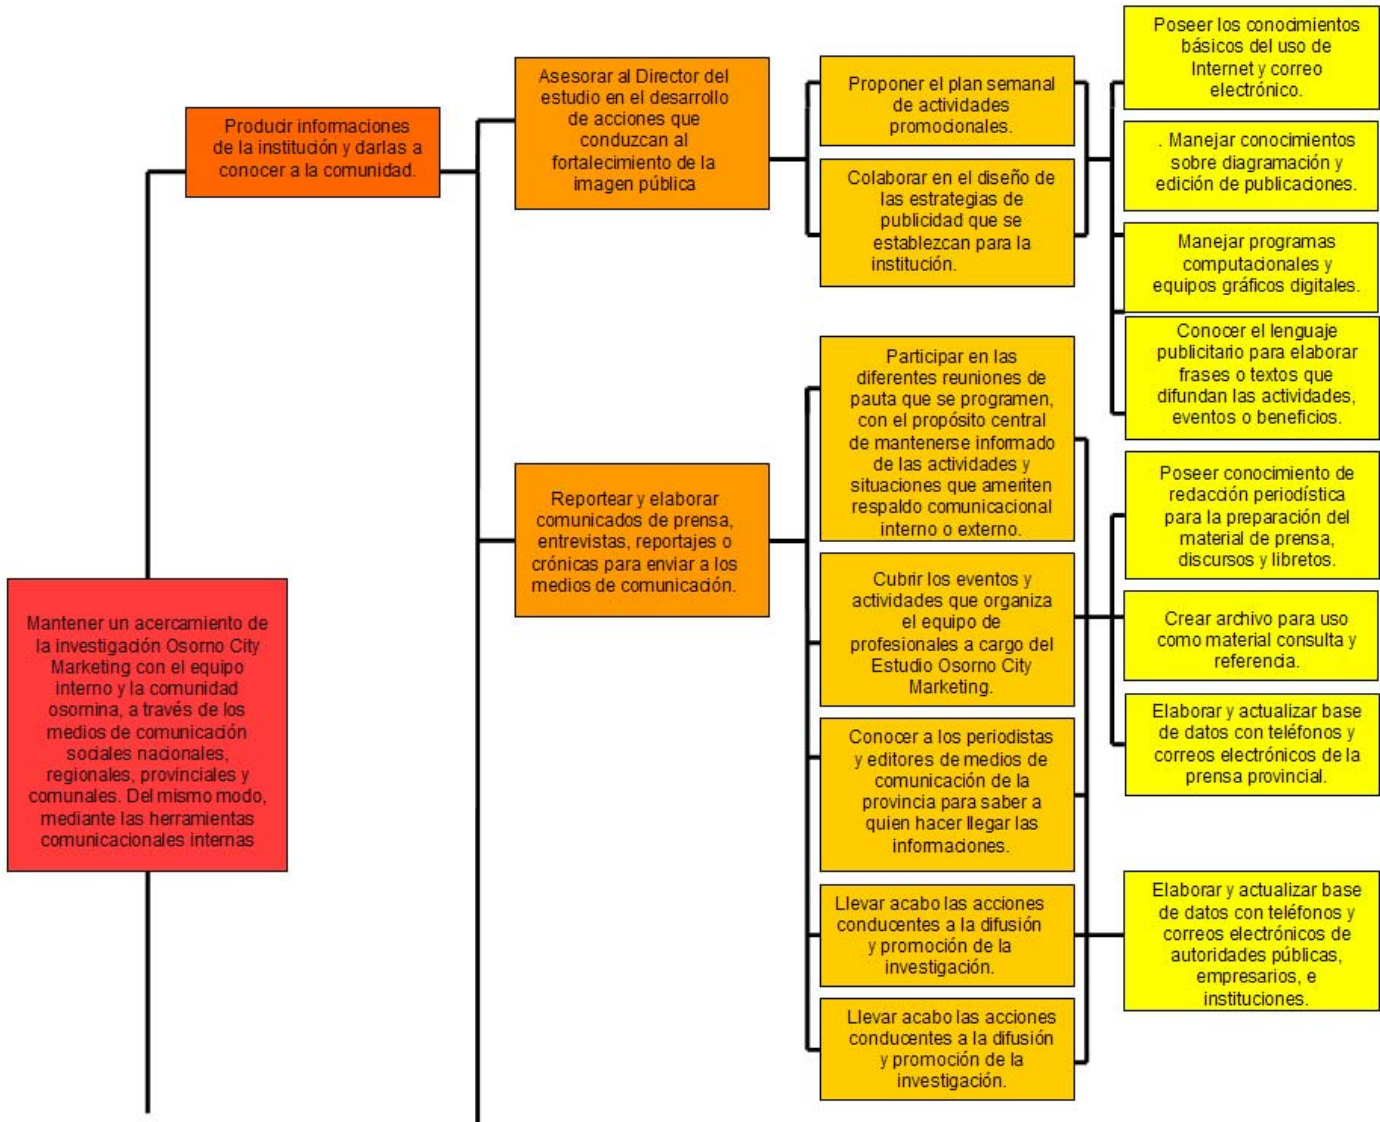 Mantener un acercamiento de
la investigación Osorno City
Marketing con el equipo
interno y la comunidad
osornina, a través de los
medios de comunicación
sociales nacionales,
regionales, provinciales y
comunales. Del mismo modo,
mediante las herramientas
comunicacionales internas
Producir informaciones
de la institución y darlas a
conocer a la comunidad.
Asesorar al Director del
estudio en el desarrollo
de acciones que
conduzcan al
fortalecimiento de la
imagen pública
Proponer el plan semanal
de actividades
promocionales.
Colaborar en el diseño de
las estrategias de
publicidad que se
establezcan para la
institución.
Poseer los conocimientos
básicos del uso de
Internet y correo
electrónico.
. Manejar conocimientos
sobre diagramación y
edición de publicaciones.
Manejar programas
computacionales y
equipos gráficos digitales.
Conocer el lenguaje
publicitario para elaborar
frases o textos que
difundan las actividades,
eventos o beneficios.
Reportear y elaborar
comunicados de prensa,
entrevistas, reportajes o
crónicas para enviar a los
medios de comunicación.
Participar en las
diferentes reuniones de
pauta que se programen,
con el propósito central
de mantenerse informado
de las actividades y
situaciones que ameriten
respaldo comunicacional
interno o externo.
Cubrir los eventos y
actividades que organiza
el equipo de
profesionales a cargo del
Estudio Osorno City
Marketing.
Conocer a los periodistas
y editores de medios de
comunicación de la
provincia para saber a
quien hacer llegar las
informaciones.
Llevar acabo las acciones
conducentes a la difusión
y promoción de la
investigación.
Llevar acabo las acciones
conducentes a la difusión
y promoción de la
investigación.
Poseer conocimiento de
redacción periodística
para la preparación del
material de prensa,
discursos y libretos.
Crear archivo para uso
como material consulta y
referencia.
Elaborar y actualizar base
de datos con teléfonos y
correos electrónicos de la
prensa provincial.
Elaborar y actualizar base
de datos con teléfonos y
correos electrónicos de
autoridades públicas,
empresarios, e
instituciones.